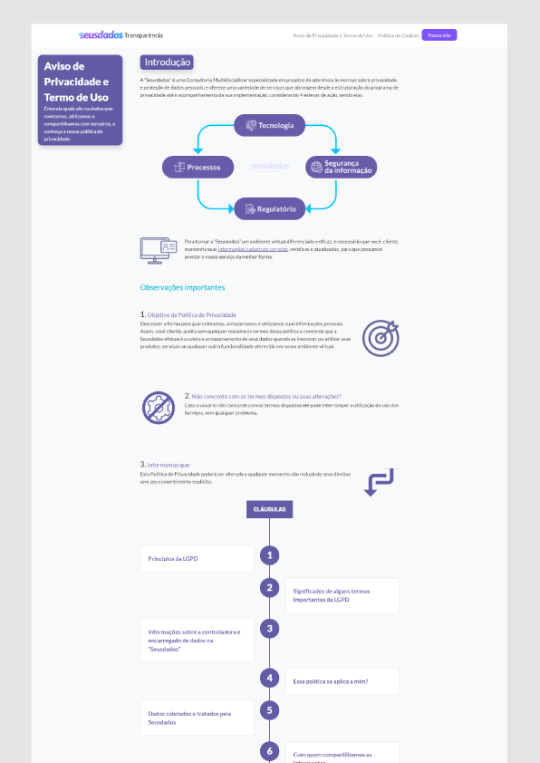 seusdados Transparência
Aviso de Privacidade e Termo de Uso
Política de Cookies
Aviso de
Privacidade e
Termo de Uso
Entenda quais são os dados que
coletamos, utilizamos e
compartilhamos com terceiros, e
conheça a nossa política de
privacidade.
Introdução
A "Seusdados" é uma Consultoria Multidisciplinar especializada em projetos de aderência às normas sobre privacidade
e proteção de dados pessoais, e oferece uma variedade de serviços que abrangem desde a estruturação do programa de
privacidade até o acompanhamento da sua implementação, considerando 4 esferas de ação, sendo elas:
Tecnologia
Processos
seusdados
Segurança
da informação
Regulatório
Para tornar a "Seusdados" um ambiente virtual diferenciado e eficaz, é necessário que você, cliente,
mantenha suas informações cadastrais corretas, verídicas e atualizadas, para que possamos
prestar o nosso serviço da melhor forma.
Observações importantes
1. Objetivo da Política de Privacidade
Descrever a forma pela qual coletamos, armazenamos e utilizamos suas informações pessoais.
Assim, você cliente, aceita sem qualquer ressalva os termos dessa política e concorda que a
Seusdados efetuará a coleta e armazenamento de seus dados quando se inscrever ou utilizar seus
produtos, serviços ou qualquer outra funcionalidade oferecida em nosso ambiente virtual.
2. Não concorda com os termos dispostos ou suas alterações?
Caso o usuário não concorde com os termos dispostos ele pode interromper a utilização do uso dos
Serviços, sem qualquer problema.
3. Informamos que:
Esta Política de Privacidade poderá ser alterada a qualquer momento não reduzindo seus direitos
sem seu consentimento explícito.
CLÁUSULAS
1
Princípios da LGPD
2
Significados de alguns termos
importantes da LGPD
3
Informações sobre a controladora e
encarregado de dados na
"Seusdados"
4
Essa política se aplica a mim?
5
Dados coletados e tratados pela
Seusdados
6
Com quem compartilhamos as